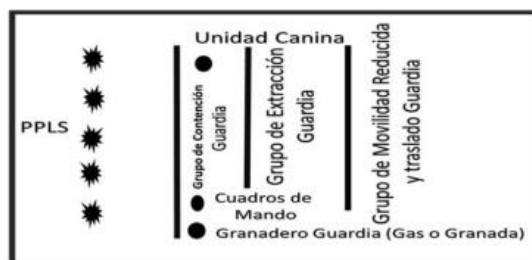 Unidad Canina
PPLS
Grupo de Contención
Guardia
Grupo de Extracción
Guardia
Grupo de Movilidad Reducida
y traslado Guardia
Cuadros de
Mando
Granadero Guardia (Gas o Granada)